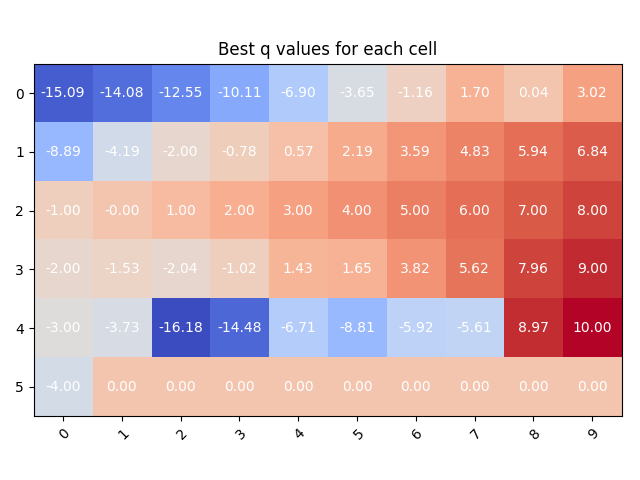 Best q values for each cell
0 -15.09 -14.08 -12.55 -10.11 -6.90 -3.65 -1.16 1.70 0.04 3.02
1 -8.89 -4.19 -2.00 -0.78 0.57 2.19 3.59 4.83 5.94 6.84
2 -1.00 -0.00 1.00 2.00 3.00 4.00 5.00 6.00 7.00 8.00
3 -2.00 -1.53 -2.04 -1.02 1.43 1.65 3.82 5.62 7.96 9.00
4 -3.00 -3.73 -16.18 -14.48 -6.71 -8.81 -5.92 -5.61 8.97 10.00
5 -4.00 0.00 0.00 0.00 0.00 0.00 0.00 0.00 0.00 0.00
0 1 2 3 4 5 6 7 8 9